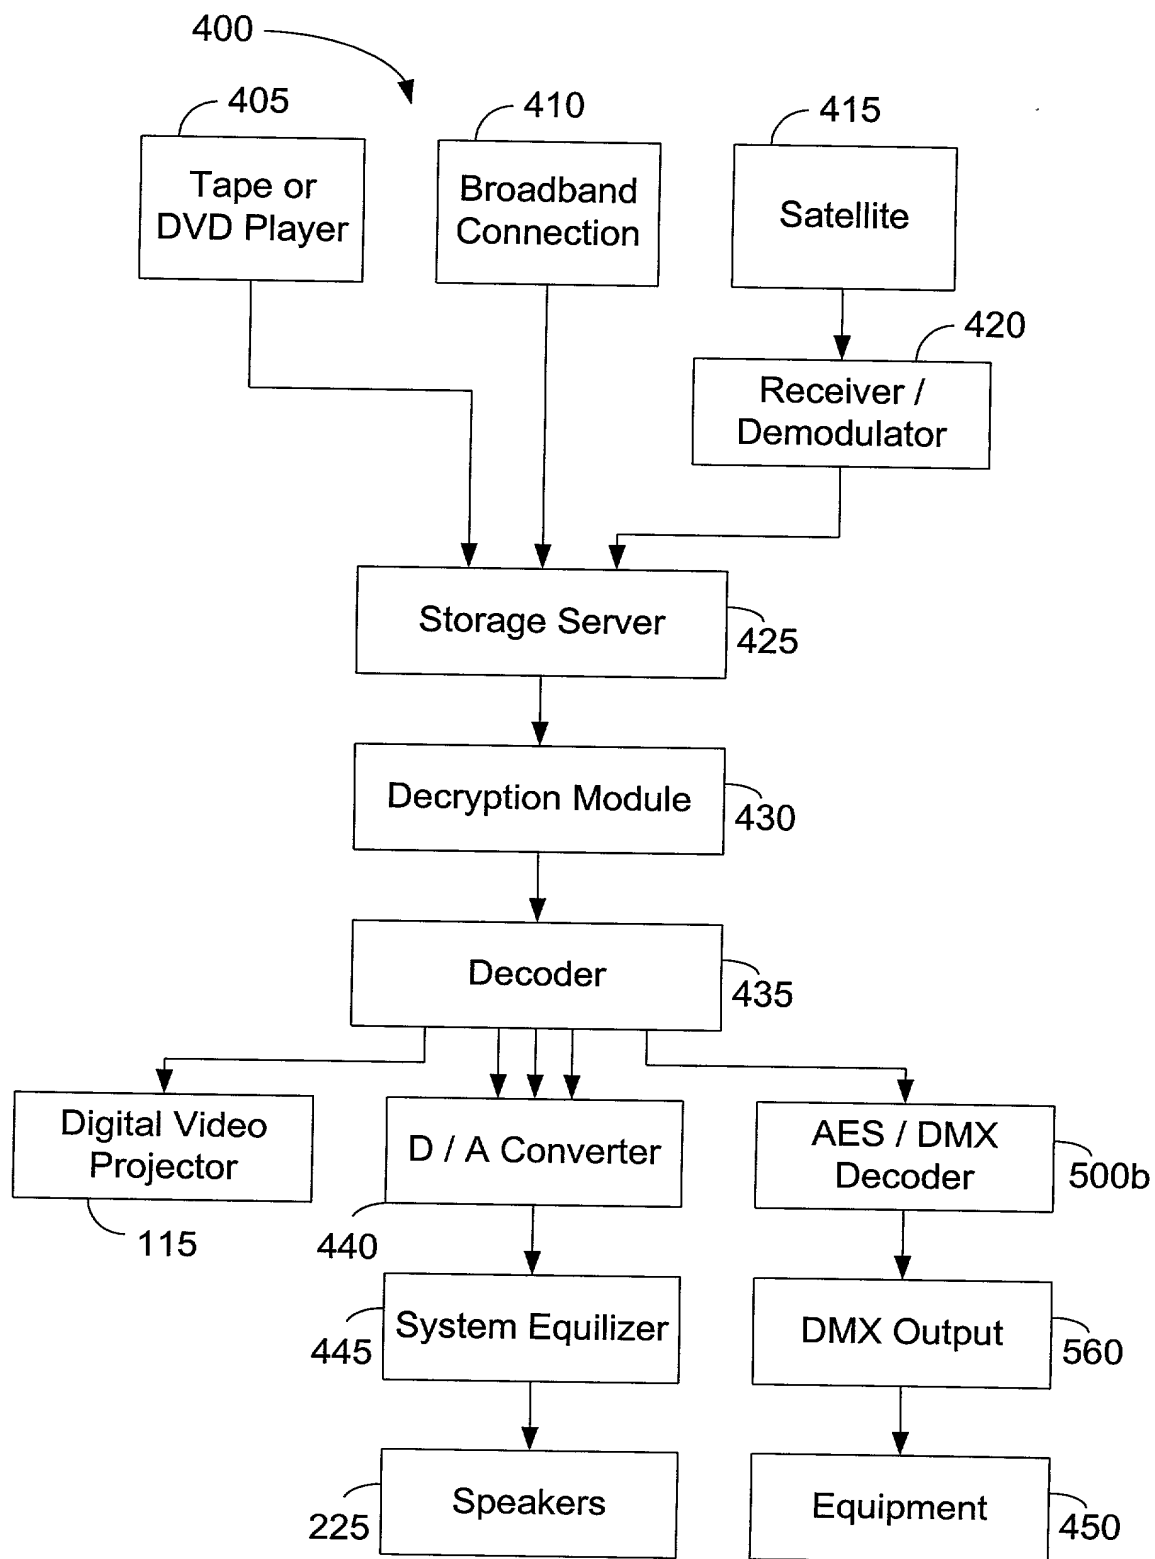 400
405
410
415
Tape or
DVD Player
Broadband
Connection
Satellite
420
Receiver /
Demodulator
Storage Server
425
Decryption Module
430
Decoder
435
Digital Video
Projector
D / A Converter
AES / DMX
Decoder
500b
115
440
System Equilizer
445
DMX Output
560
Speakers
225
Equipment
450